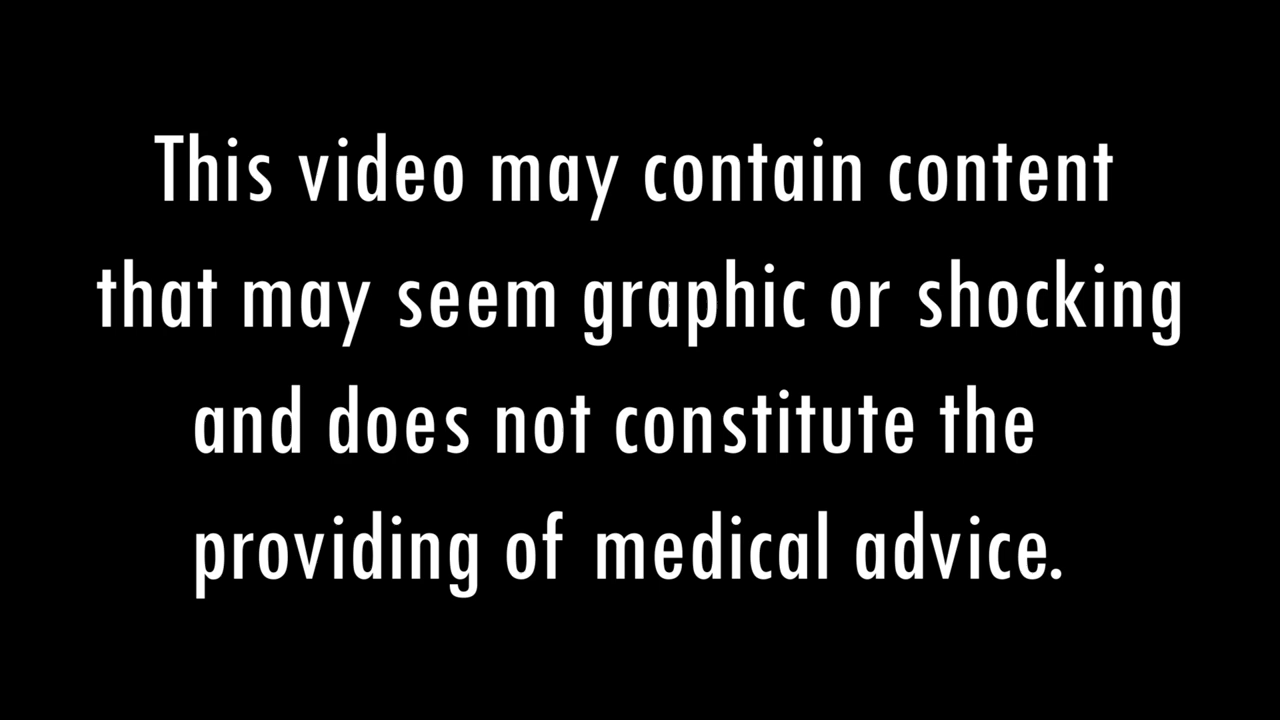 This video may contain content
that may seem graphic or shocking
and does not constitute the
providing of medical advice.